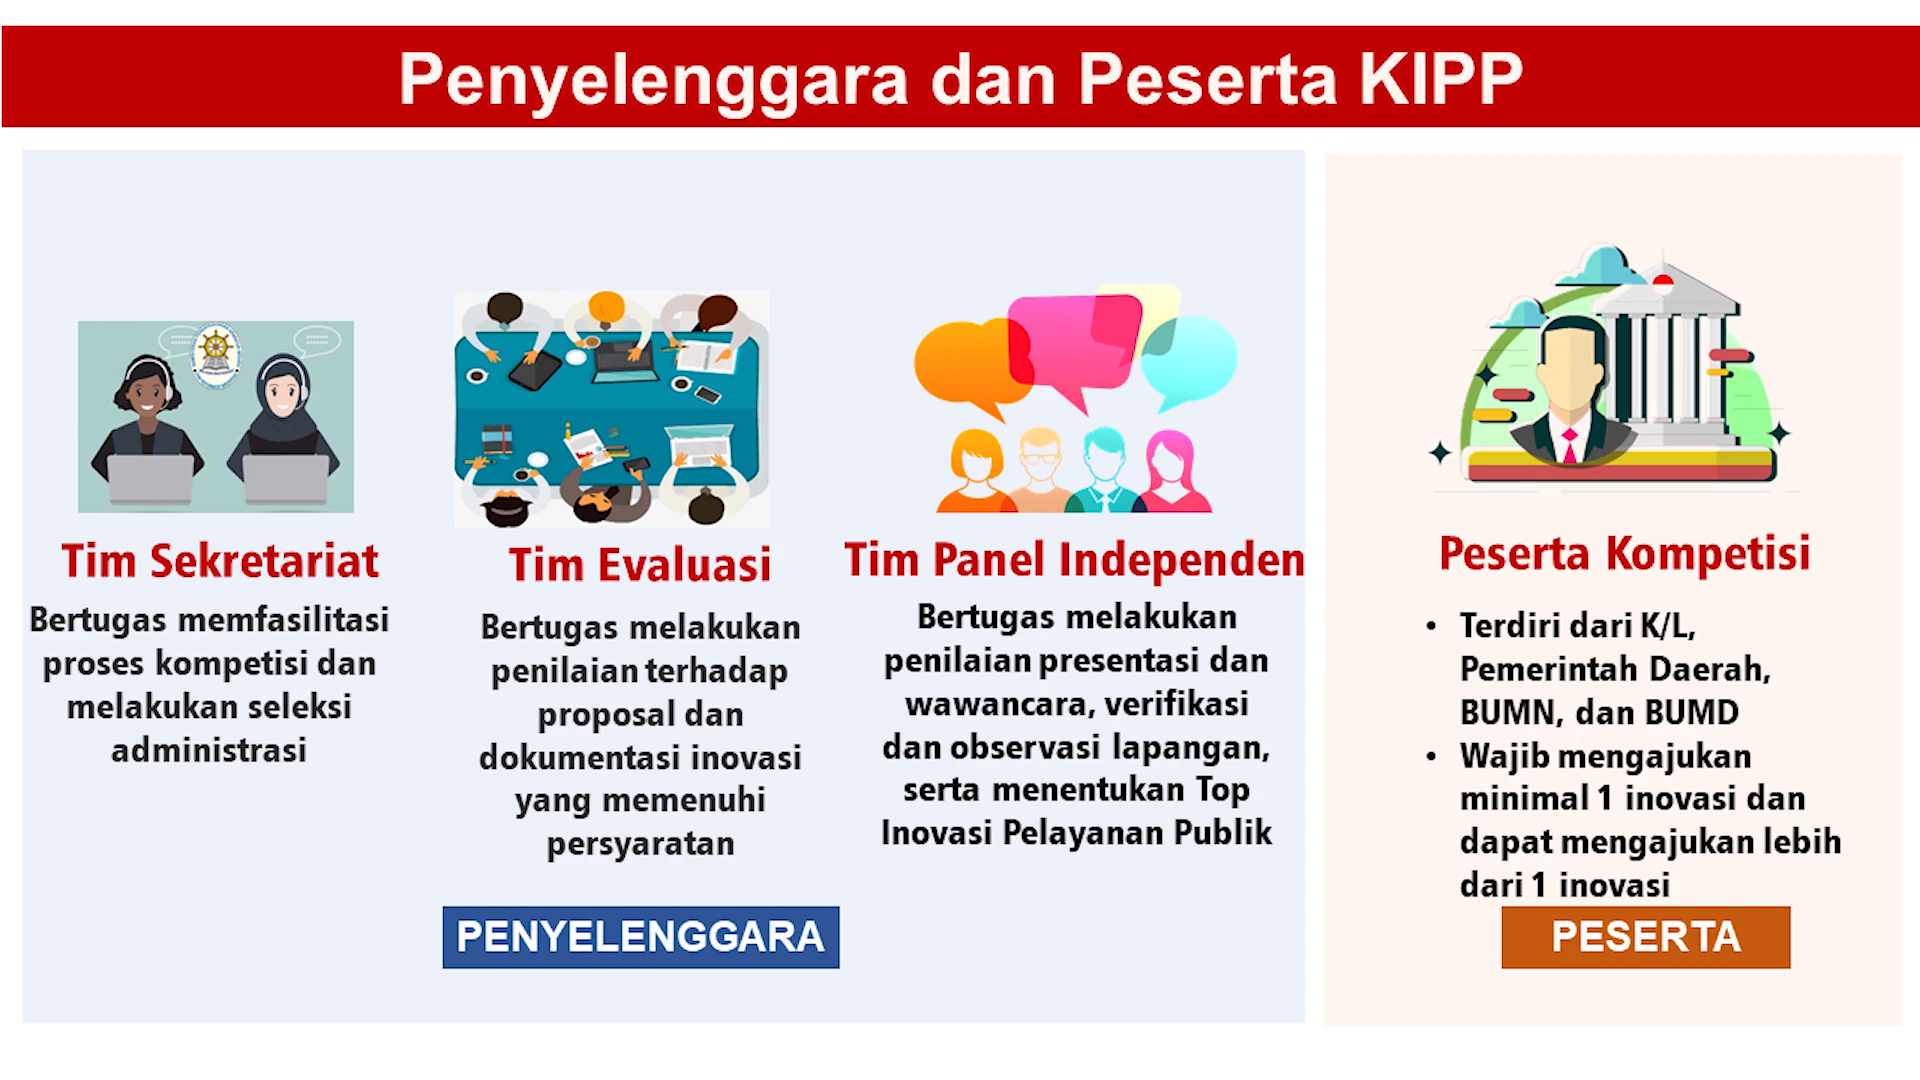 Penyelenggara dan Peserta KIPP
Tim Sekretariat
Bertugas memfasilitasi
proses kompetisi dan
melakukan seleksi
administrasi
Tim Evaluasi
Bertugas melakukan
penilaian terhadap
proposal dan
dokumentasi inovasi
yang memenuhi
persyaratan
Tim Panel Independen
Bertugas melakukan
penilaian presentasi dan
wawancara, verifikasi
dan observasi lapangan,
serta menentukan Top
Inovasi Pelayanan Publik
PENYELENGGARA
Peserta Kompetisi
• Terdiri dari K/L,
Pemerintah Daerah,
BUMN, dan BUMD
• Wajib mengajukan
minimal 1 inovasi dan
dapat mengajukan lebih
dari 1 inovasi
PESERTA